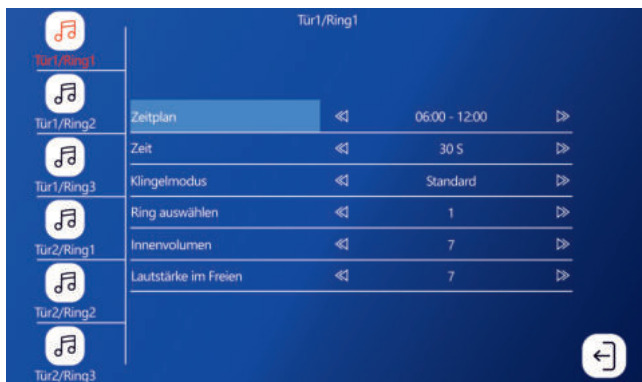 Tür1/Ring1
Tür1/Ring1
Tür1/Ring2
Tür1/Ring3
Tür2/Ring1
Tür2/Ring2
Tür2/Ring3
Zeitplan 06:00 - 12:00
Zeit 30 S
Klingelmodus Standard
Ring auswählen 1
Innenvolumen 7
Lautstärke im Freien 7